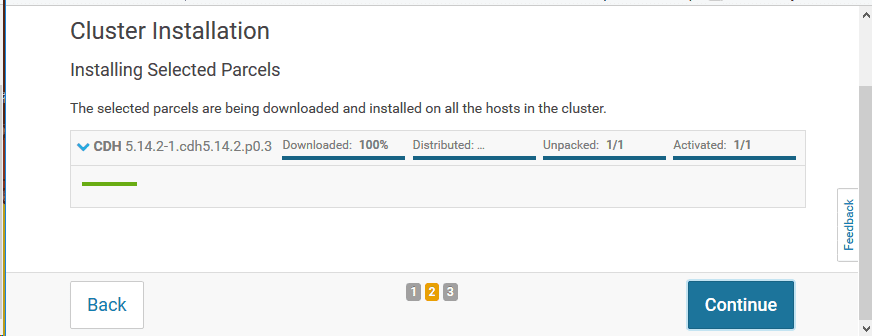 Cluster Installation
Installing Selected Parcels
The selected parcels are being downloaded and installed on all the hosts in the cluster.
CDH 5.14.2-1.cdh5.14.2.p0.3 Downloaded: 100% Distributed: ... Unpacked: 1/1 Activated: 1/1
Feedback
Back 1 2 3 Continue